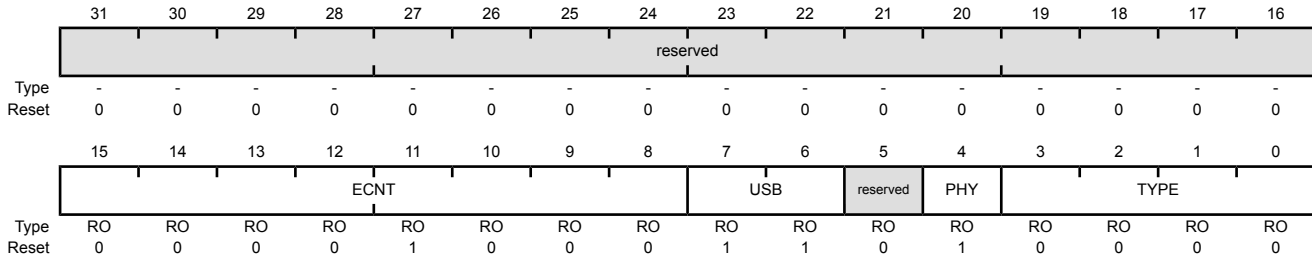 31 30 29 28 27 26 25 24 23 22 21 20 19 18 17 16
reserved
Type - - - - - - - - - - - - - - - -
Reset 0 0 0 0 0 0 0 0 0 0 0 0 0 0 0 0
15 14 13 12 11 10 9 8 7 6 5 4 3 2 1 0
ECNT USB reserved PHY TYPE
Type RO RO RO RO RO RO RO RO RO RO RO RO RO RO RO RO
Reset 0 0 0 0 1 0 0 0 1 1 0 1 0 0 0 0